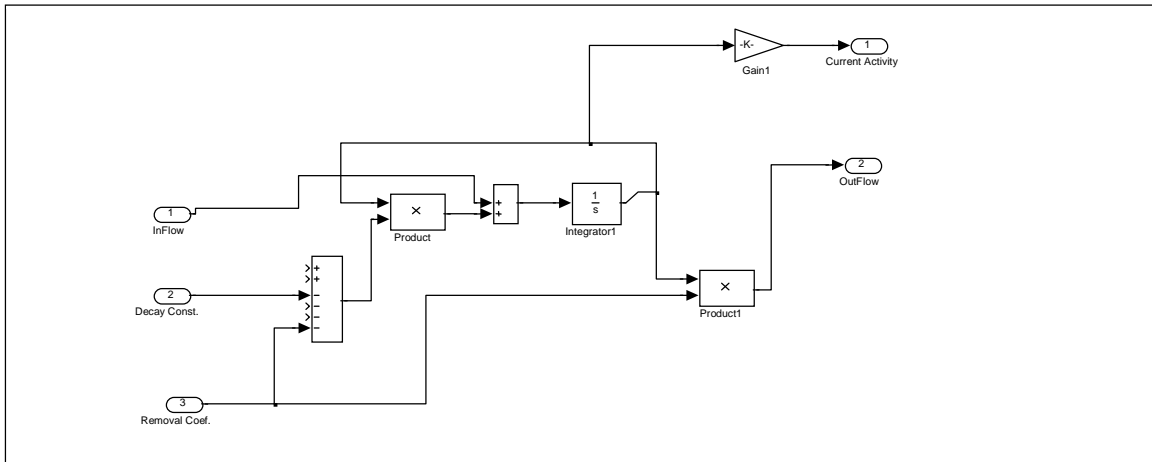 -K-
Gain1
1
Current Activity
1
InFlow
×
Product
+
+
1
s
Integrator1
2
OutFlow
+
+
−
−
−
−
2
Decay Const.
×
Product1
3
Removal Coef.